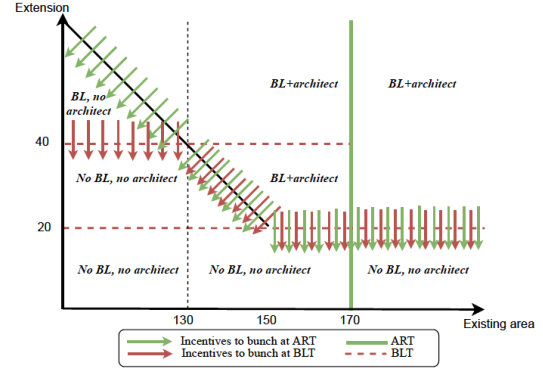 Extension
BL+architect
BL+architect
BL, no
architect
40
No BL, no architect
BL+architect
20
No BL, no architect
No BL, no architect
No BL, no architect
130
150
170
Existing area
Incentives to bunch at ART
ART
Incentives to bunch at BLT
BLT